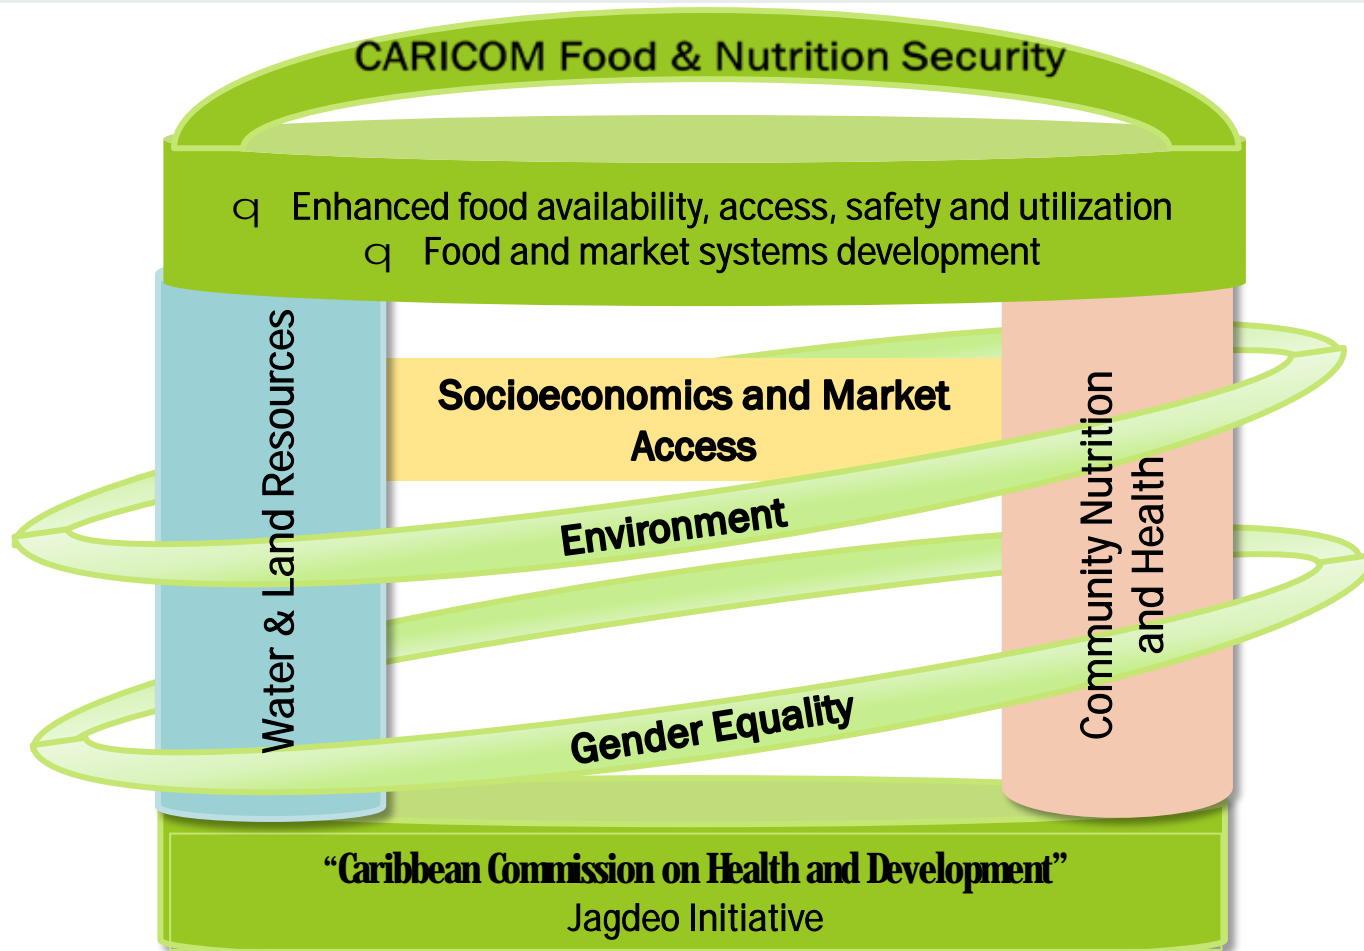 CARICOM Food & Nutrition Security
q Enhanced food availability, access, safety and utilization
q Food and market systems development
Water & Land Resources
Socioeconomics and Market
Access
Community Nutrition
and Health
Environment
Gender Equality
“Caribbean Commission on Health and Development”
Jagdeo Initiative